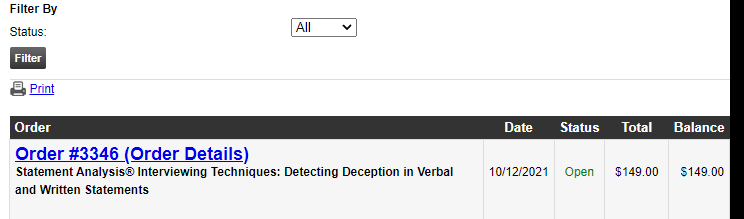 Filter By
Status: All
Filter
Print
Order Date Status Total Balance
Order #3346 (Order Details)
Statement Analysis® Interviewing Techniques: Detecting Deception in Verbal 10/12/2021 Open $149.00 $149.00
and Written Statements